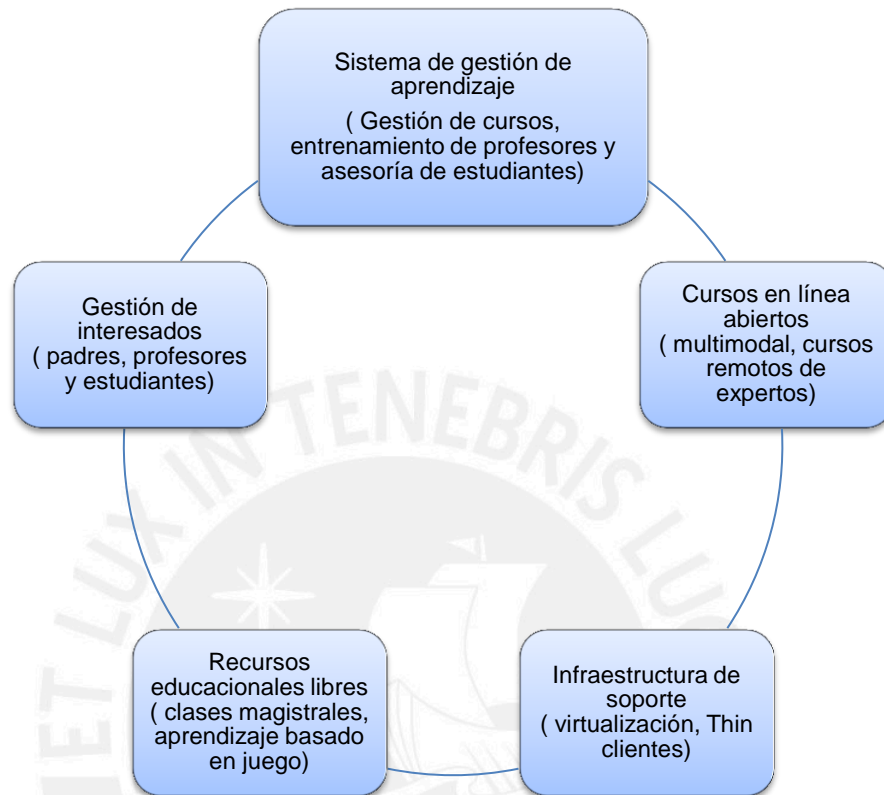 Sistema de gestión de
aprendizaje
( Gestión de cursos,
entrenamiento de profesores y
asesoría de estudiantes)
Cursos en línea
abiertos
( multimodal, cursos
remotos de
expertos)
Infraestructura de
soporte
( virtualización, Thin
clientes)
Recursos
educacionales libres
( clases magistrales,
aprendizaje basado
en juego)
Gestión de
interesados
( padres, profesores
y estudiantes)
ET LUX IN TENEBRIS LUC